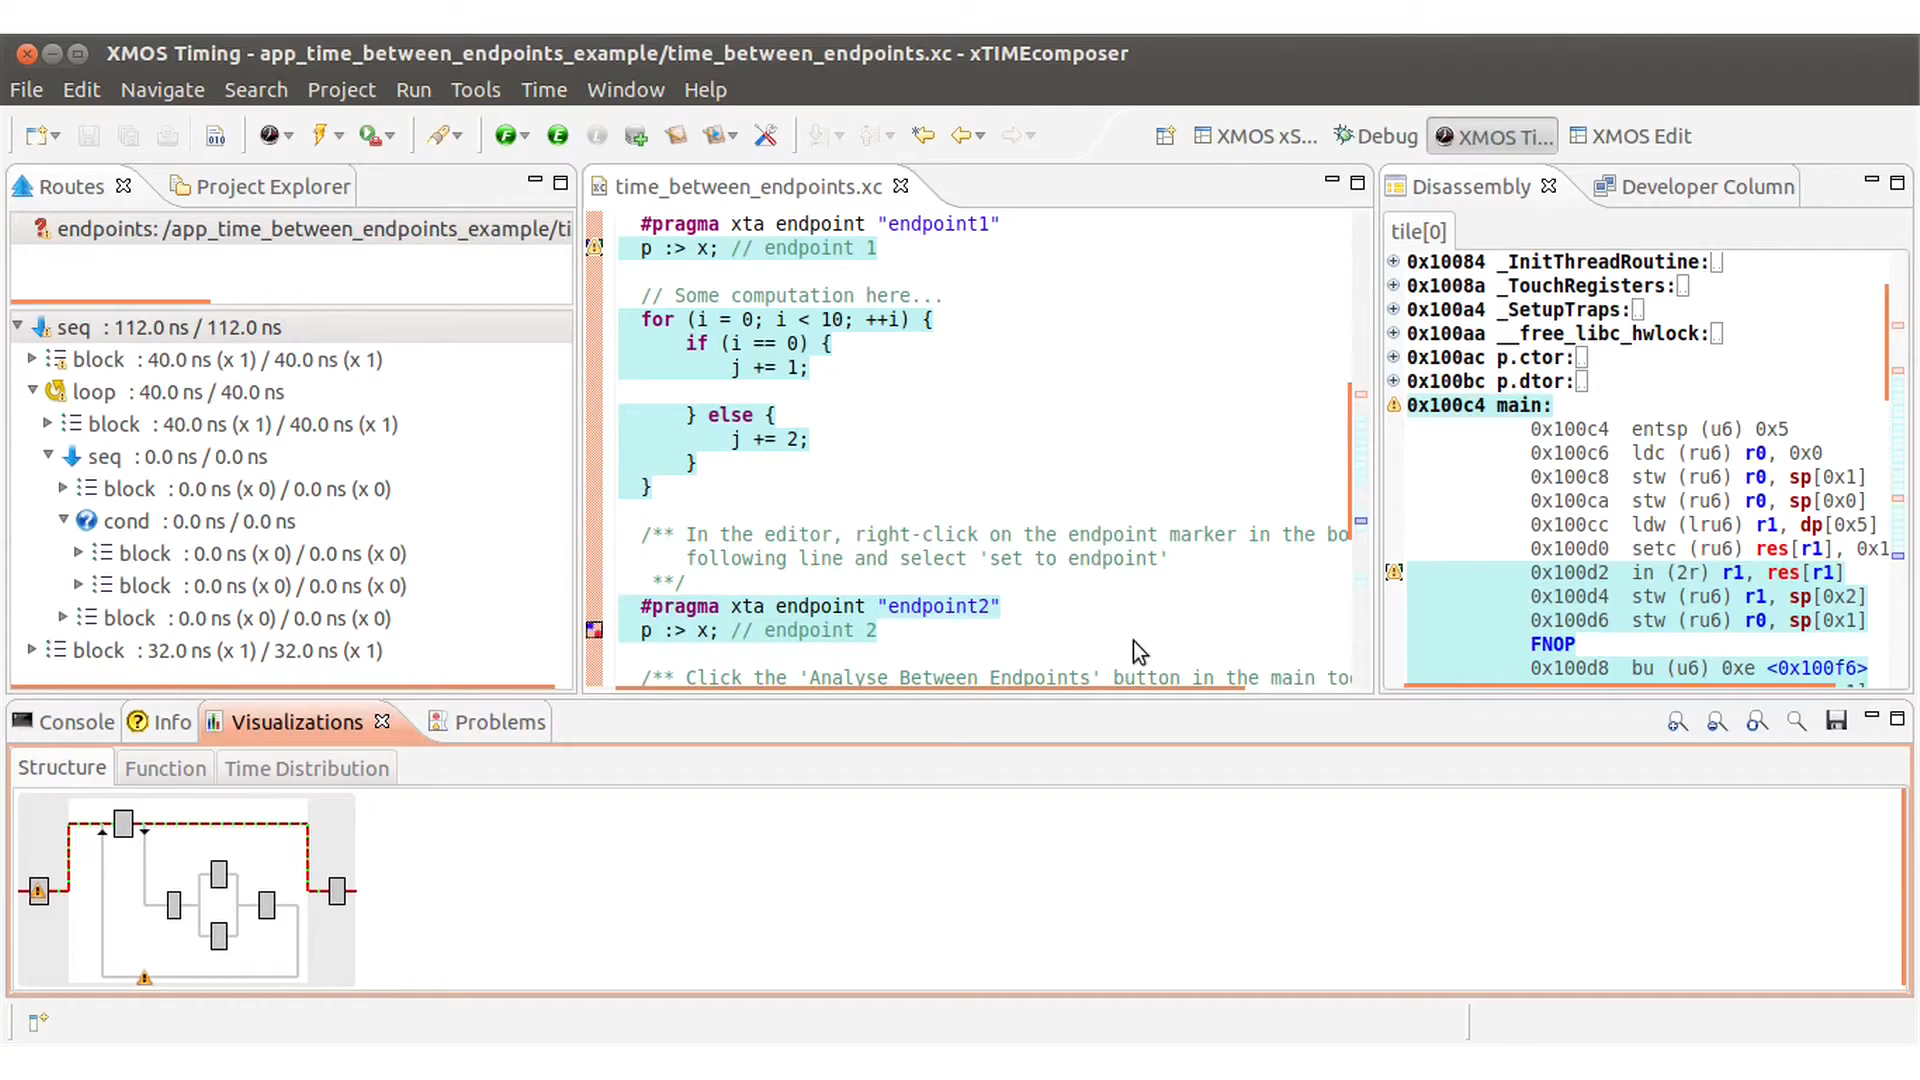 XMOS Timing - app_time_between_endpoints_example/time_between_endpoints.xc - xTIMEcomposer
File Edit Navigate Search Project Run Tools Time Window Help
XMOS xS... Debug XMOS Ti... XMOS Edit
Routes Project Explorer
endpoints: /app_time_between_endpoints_example/ti
seq : 112.0 ns / 112.0 ns
block : 40.0 ns (x 1) / 40.0 ns (x 1)
loop : 40.0 ns / 40.0 ns
block : 40.0 ns (x 1) / 40.0 ns (x 1)
seq : 0.0 ns / 0.0 ns
block : 0.0 ns (x 0) / 0.0 ns (x 0)
cond : 0.0 ns / 0.0 ns
block : 0.0 ns (x 0) / 0.0 ns (x 0)
block : 0.0 ns (x 0) / 0.0 ns (x 0)
block : 0.0 ns (x 0) / 0.0 ns (x 0)
block : 32.0 ns (x 1) / 32.0 ns (x 1)
time_between_endpoints.xc
#pragma xta endpoint "endpoint1"
p :> x; // endpoint 1
// Some computation here...
for (i = 0; i < 10; ++i) {
if (i == 0) {
j += 1;
} else {
j += 2;
}
}
/** In the editor, right-click on the endpoint marker in the bo
following line and select 'set to endpoint'
**/
#pragma xta endpoint "endpoint2"
p :> x; // endpoint 2
/** Click the 'Analyse Between Endpoints' button in the main to
Disassembly Developer Column
tile[0]
0x10084 _InitThreadRoutine:
0x1008a _TouchRegisters:
0x100a4 _SetupTraps:
0x100aa __free_libc_hwlock:
0x100ac p.ctor:
0x100bc p.dtor:
0x100c4 main:
0x100c4 entsp (u6) 0x5
0x100c6 ldc (ru6) r0, 0x0
0x100c8 stw (ru6) r0, sp[0x1]
0x100ca stw (ru6) r0, sp[0x0]
0x100cc ldw (lru6) r1, dp[0x5]
0x100d0 setc (ru6) res[r1], 0x1
0x100d2 in (2r) r1, res[r1]
0x100d4 stw (ru6) r1, sp[0x2]
0x100d6 stw (ru6) r0, sp[0x1]
FNOP
0x100d8 bu (u6) 0xe <0x100f6>
Console Info Visualizations Problems
Structure Function Time Distribution